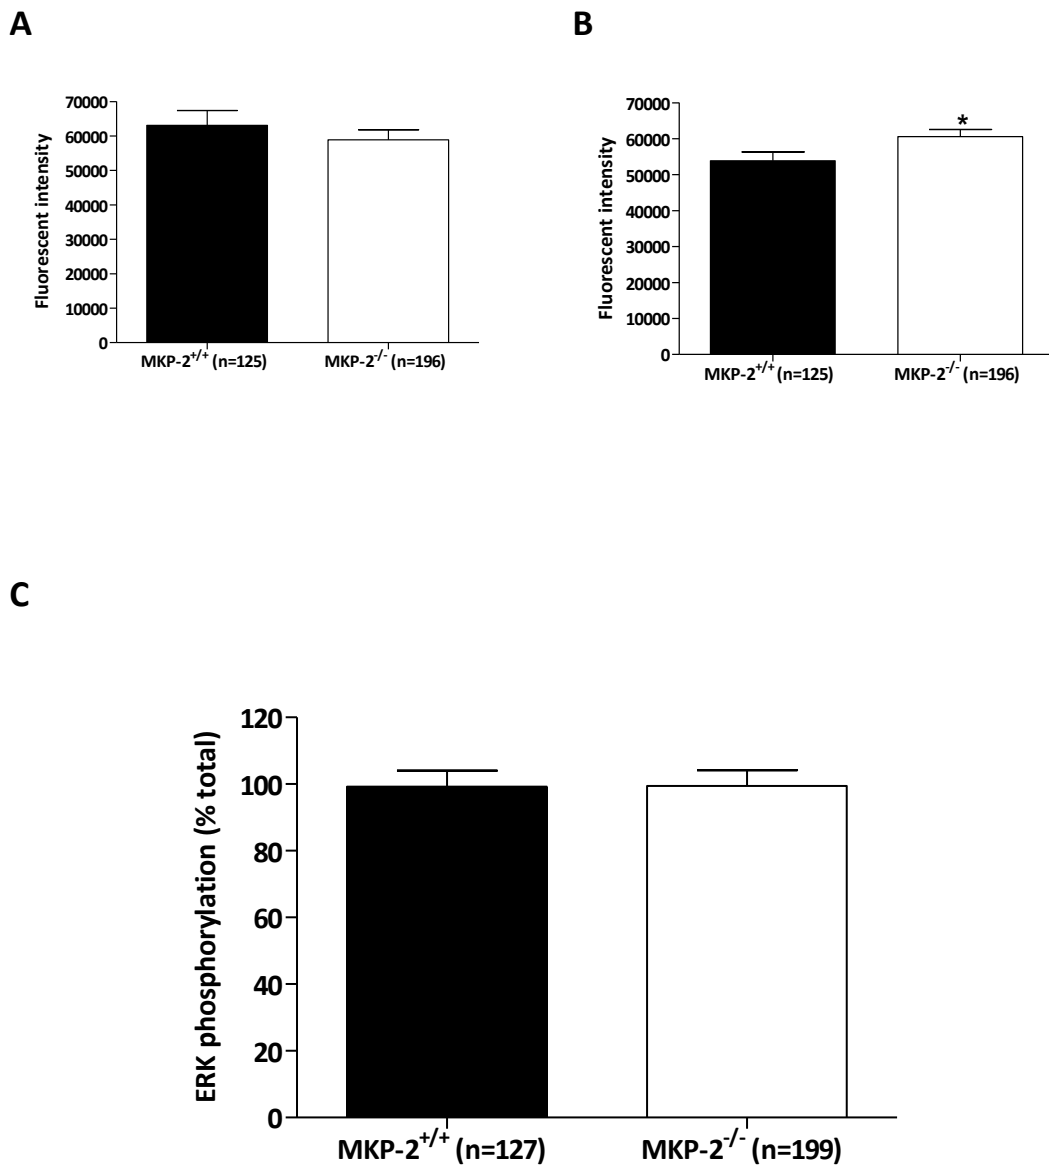 A
B
70000
60000
50000
40000
30000
20000
10000
0
Fluorescent intensity
MKP-2+/+ (n=125)
MKP-2-/- (n=196)
70000
60000
50000
40000
30000
20000
10000
0
Fluorescent intensity
*
MKP-2+/+ (n=125)
MKP-2-/- (n=196)
C
120
100
80
60
40
20
0
ERK phosphorylation (% total)
MKP-2+/+ (n=127)
MKP-2-/- (n=199)